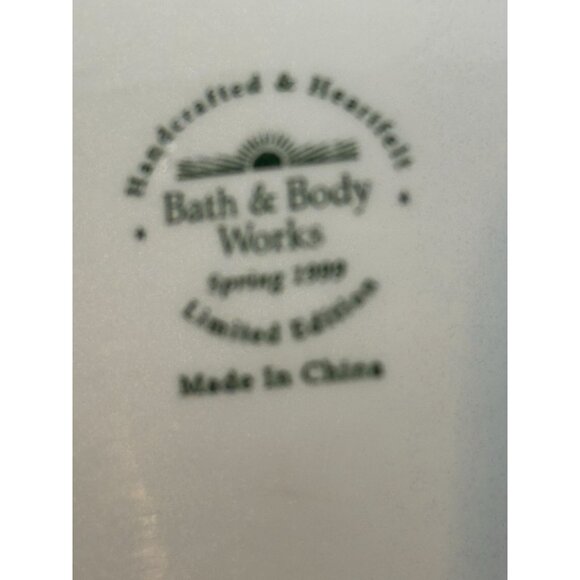 Handcrafted & Heartfelt
Bath & Body
Works
Spring 1999
Limited Edition
Made In China